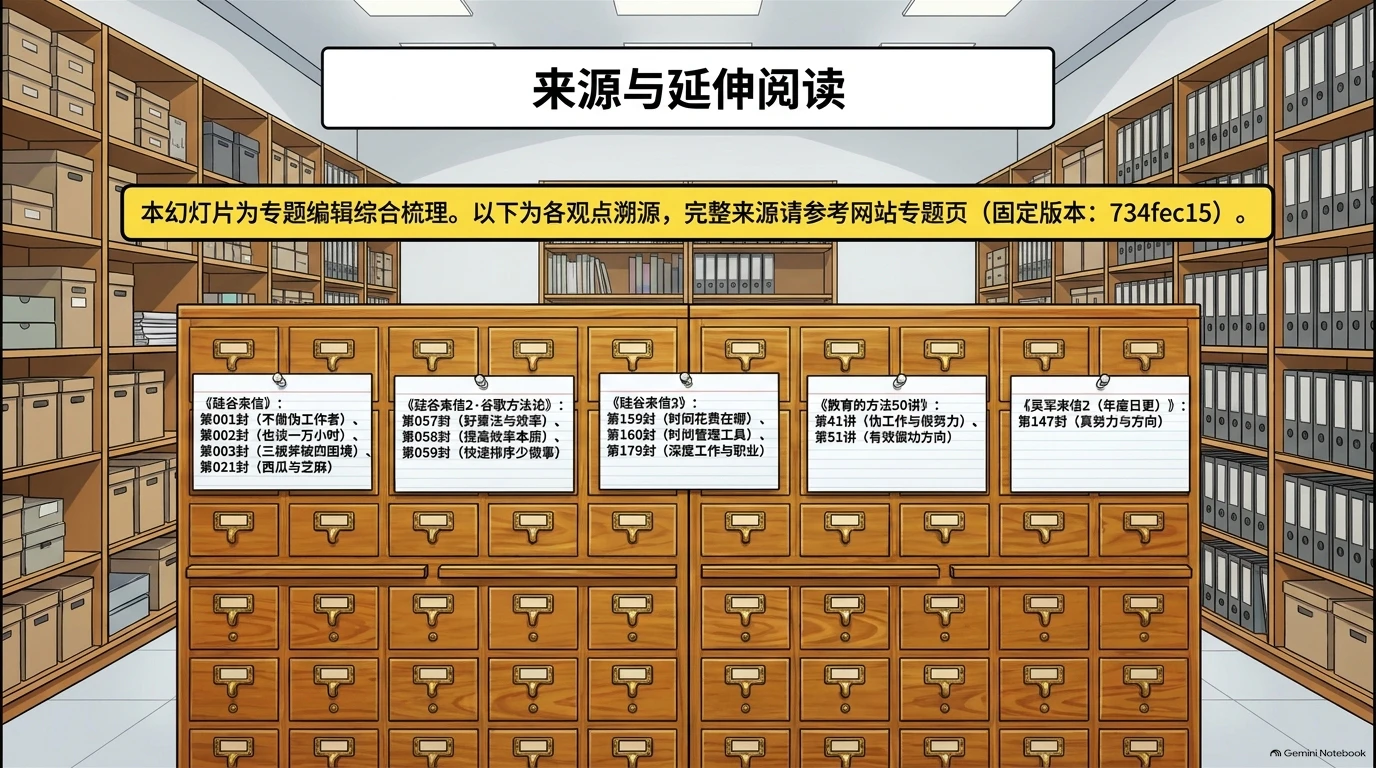 来源与延伸阅读
本幻灯片为专题编辑综合梳理。以下为各观点溯源，完整来源请参考网站专题页（固定版本：734fec15）。
《硅谷来信》：
第001封（不做伪工作者）、
第002封（也谈一万小时）、
第003封（三板斧破四困境）、
第021封（西瓜与芝麻）
《硅谷来信2·谷歌方法论》：
第057封（好算法与效率）、
第058封（提高效率本质）、
第059封（快速排序少做事）
《硅谷来信3》：
第159封（时间花费在哪）、
第160封（时间管理工具）、
第179封（深度工作与职业）
《教育的方法50讲》：
第41讲（伪工作与假努力）、
第51讲（有效做功方向）
《吴军来信2（年度日更）》：
第147封（真努力与方向）
Gemini Notebook